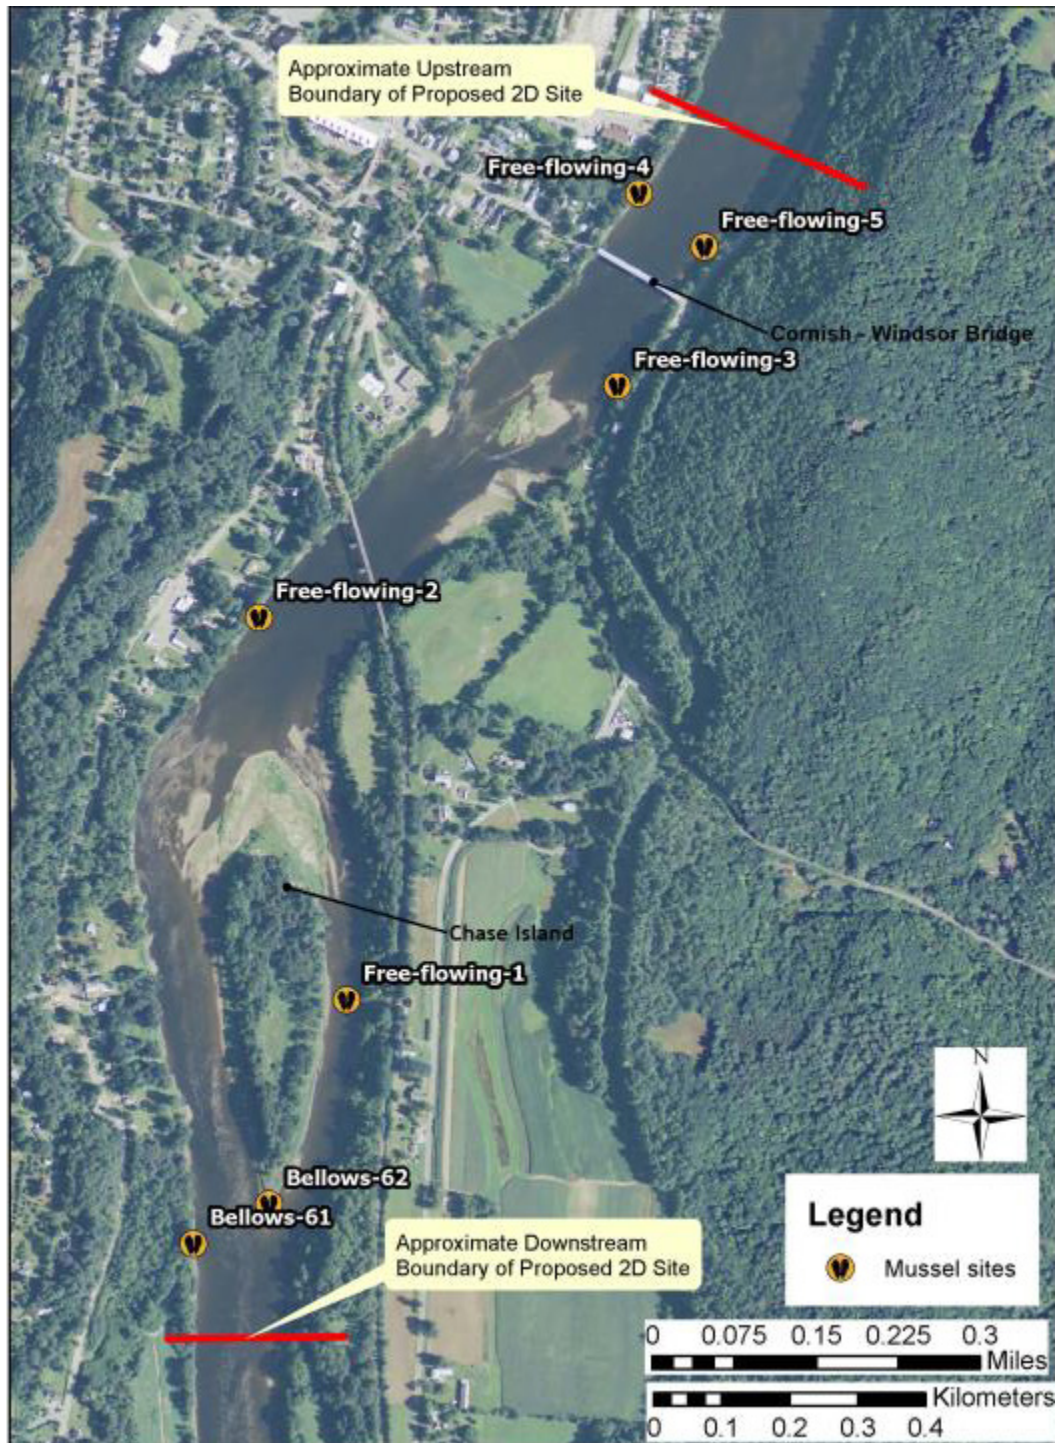 Approximate Upstream
Boundary of Proposed 2D Site
Free-flowing-4
Free-flowing-5
Cornish - Windsor Bridge
Free-flowing-3
Free-flowing-2
Chase Island
Free-flowing-1
Bellows-62
Bellows-61
Approximate Downstream
Boundary of Proposed 2D Site
N
Legend
Mussel sites
0 0.075 0.15 0.225 0.3
Miles
Kilometers
0 0.1 0.2 0.3 0.4